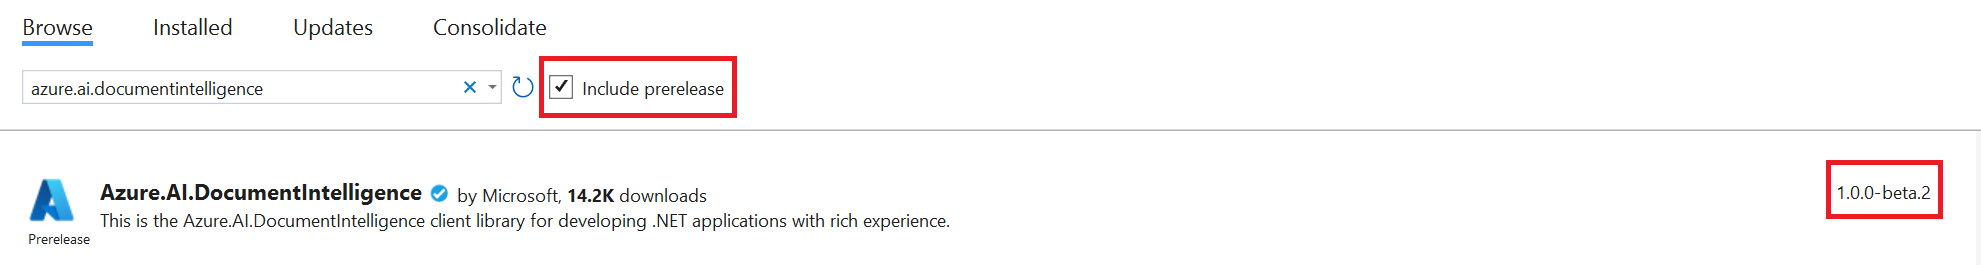 Browse Installed Updates Consolidate
azure.ai.documentintelligence Include prerelease
Azure.AI.DocumentIntelligence by Microsoft, 14.2K downloads 1.0.0-beta.2
This is the Azure.AI.DocumentIntelligence client library for developing .NET applications with rich experience.
Prerelease